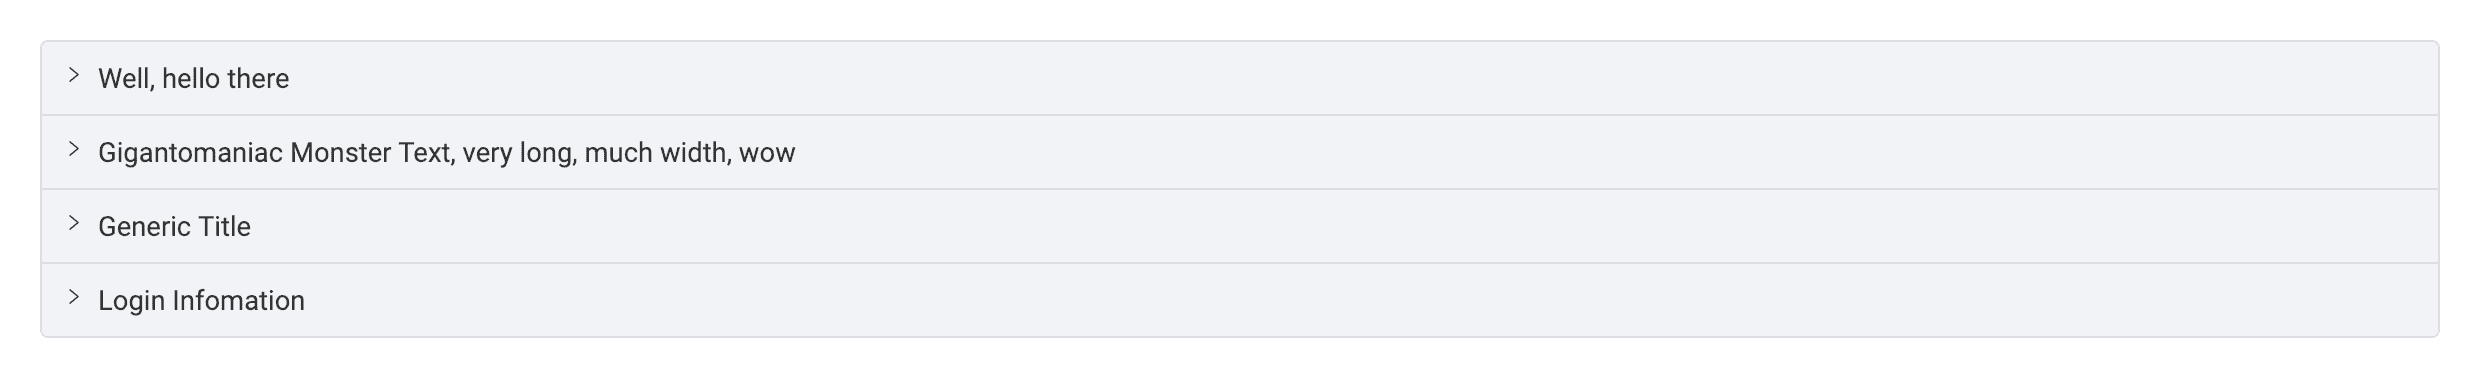 Well, hello there
Gigantomaniac Monster Text, very long, much width, wow
Generic Title
Login Infomation